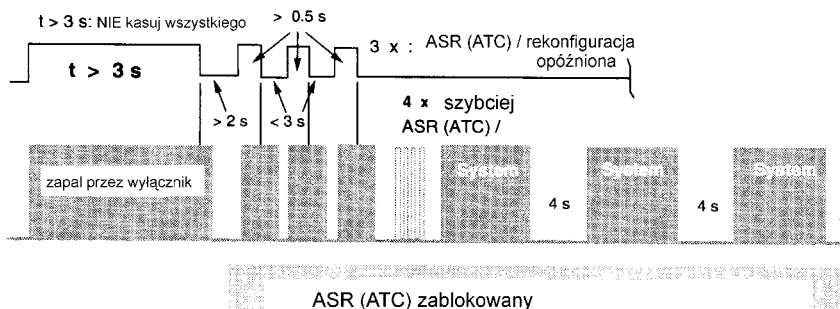 t > 3 s: NIE kasuj wszystkiego
> 0.5 s
3 x : ASR (ATC) / rekonfiguracja
opóźniona
t > 3 s
> 2 s
< 3 s
4 x szybciej
ASR (ATC) /
zapal przez wyłącznik
System
System
System
4 s
4 s
ASR (ATC) zablokowany